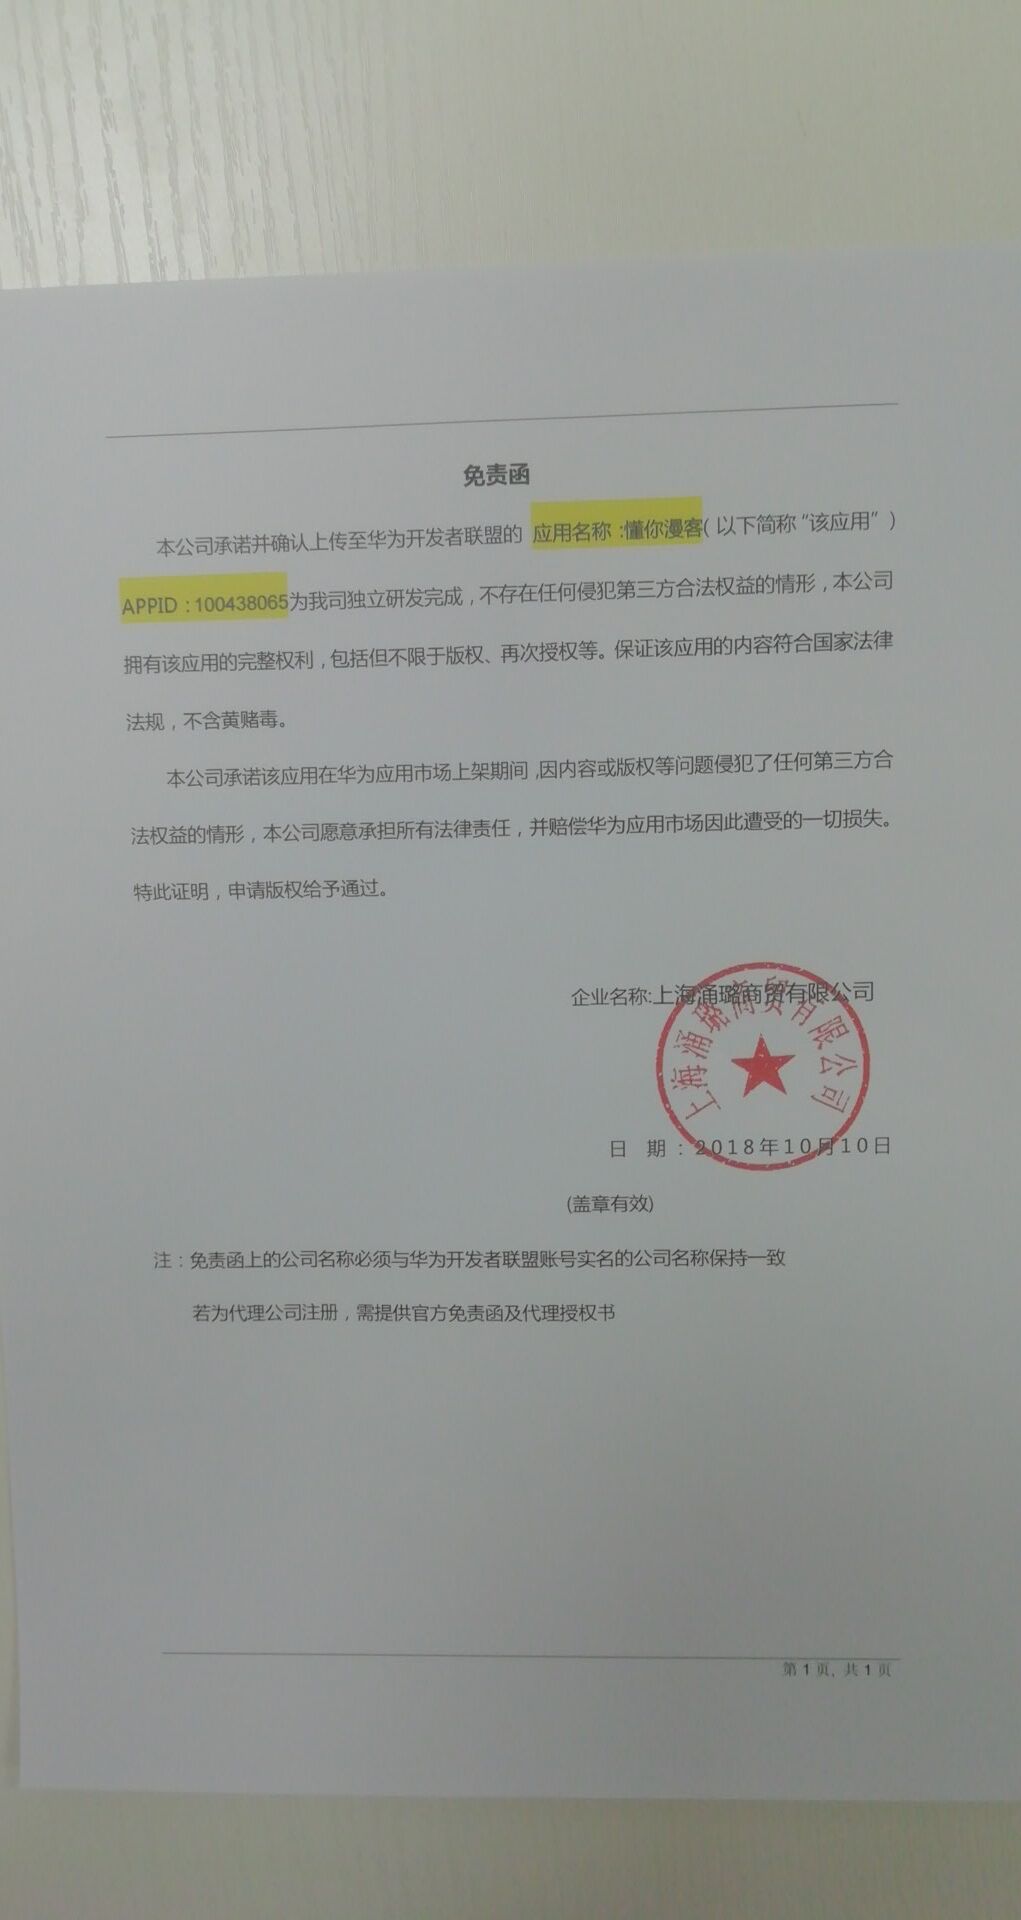 免责函
本公司承诺并确认上传至华为开发者联盟的 应用名称：懂你漫客( 以下简称“该应用”)
APPID：100438065为我司独立研发完成，不存在任何侵犯第三方合法权益的情形，本公司
拥有该应用的完整权利，包括但不限于版权、再次授权等。保证该应用的内容符合国家法律
法规，不含黄赌毒。
本公司承诺该应用在华为应用市场上架期间,因内容或版权等问题侵犯了任何第三方合
法权益的情形，本公司愿意承担所有法律责任，并赔偿华为应用市场因此遭受的一切损失。
特此证明，申请版权给予通过。
企业名称:上海涌璐商贸有限公司
上海涌璐商贸有限公司
日 期：2018年10月10日
(盖章有效)
注：免责函上的公司名称必须与华为开发者联盟账号实名的公司名称保持一致
若为代理公司注册，需提供官方免责函及代理授权书
第 1 页, 共 1 页